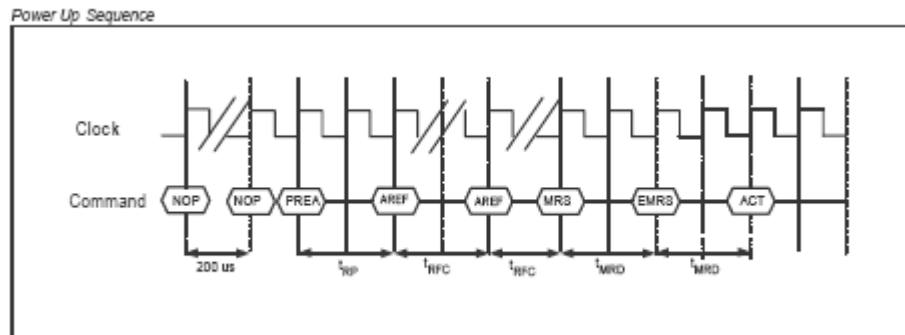 Power Up Sequence
Clock
Command NOP NOP PREA AREF AREF MRS EMRS ACT
200 us tRP tRFC tRFC tMRD tMRD